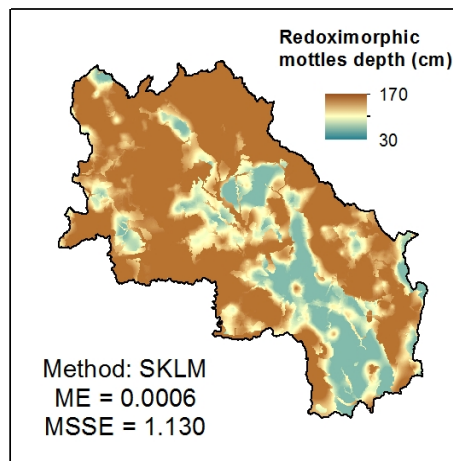 Redoximorphic
mottles depth (cm)
170
30
Method: SKLM
ME = 0.0006
MSSE = 1.130